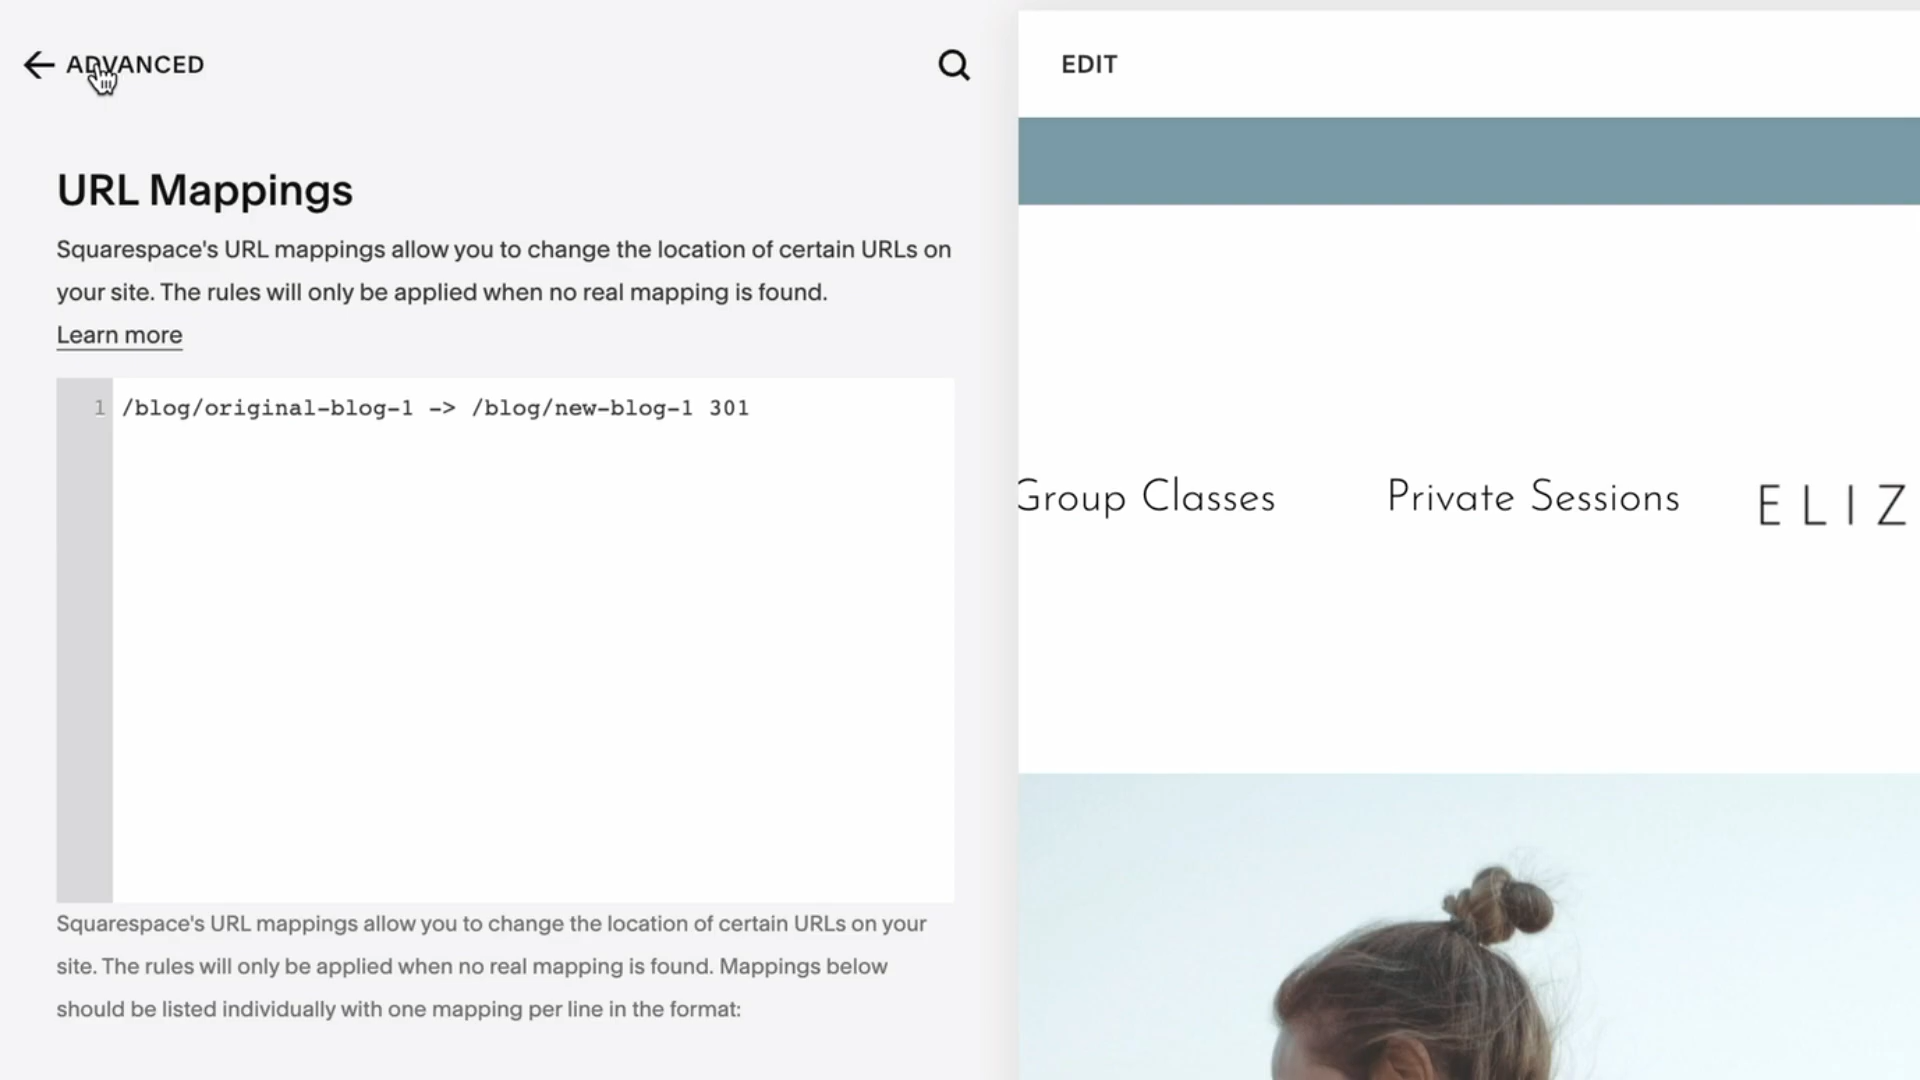 ADVANCED
EDIT
URL Mappings
Squarespace's URL mappings allow you to change the location of certain URLs on
your site. The rules will only be applied when no real mapping is found.
Learn more
1 /blog/original-blog-1 -> /blog/new-blog-1 301
Group Classes
Private Sessions
ELIZ
Squarespace's URL mappings allow you to change the location of certain URLs on your
site. The rules will only be applied when no real mapping is found. Mappings below
should be listed individually with one mapping per line in the format: